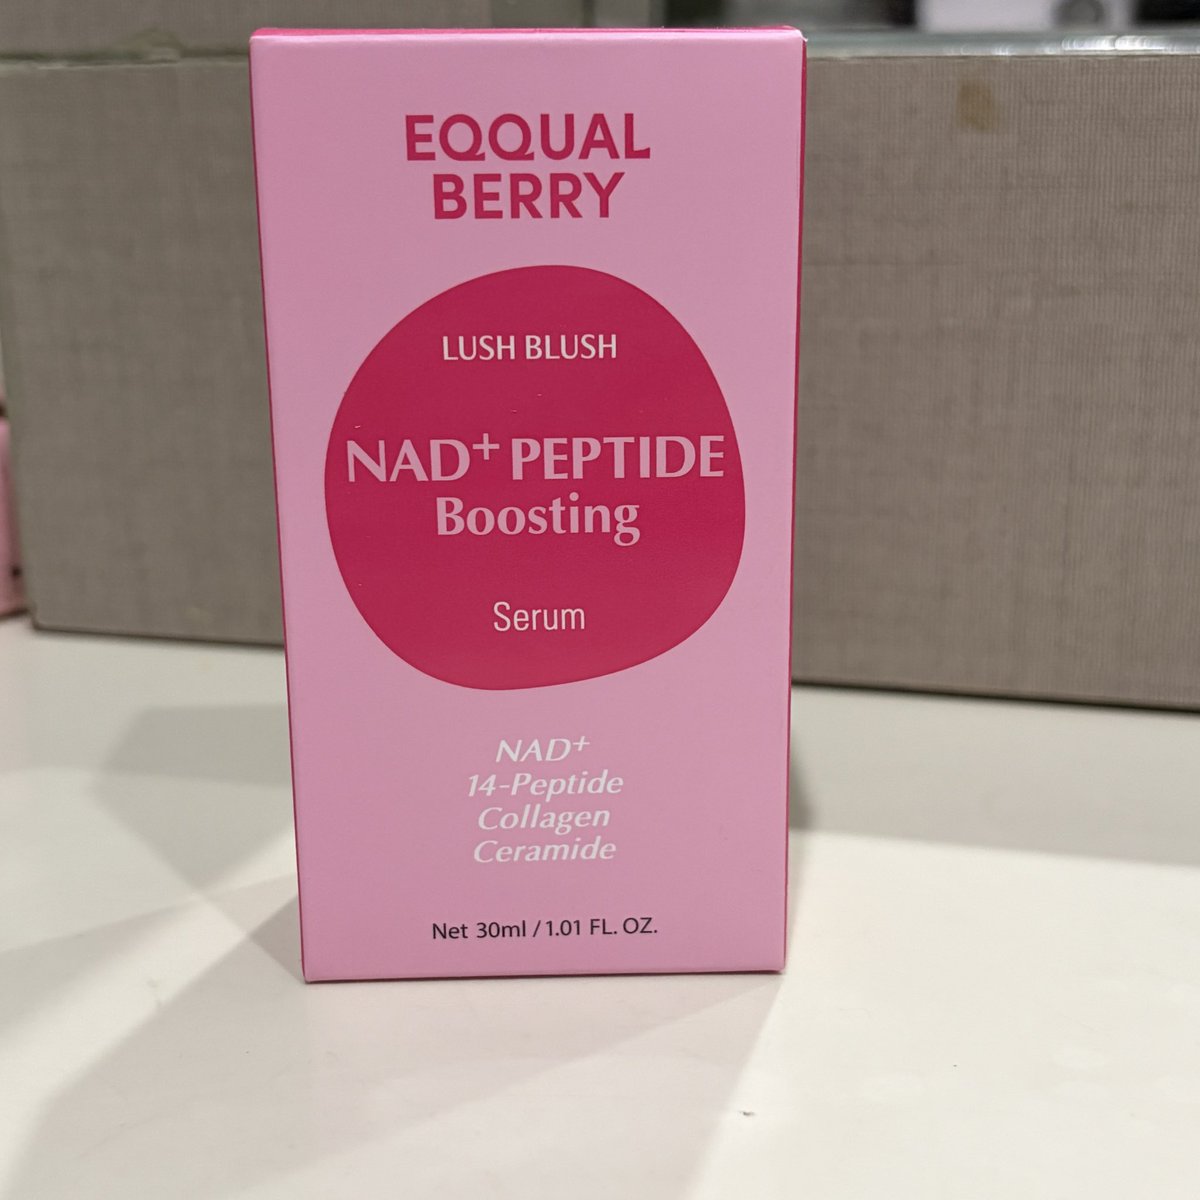 EQQUAL
BERRY
LUSH BLUSH
NAD+ PEPTIDE
Boosting
Serum
NAD+
14-Peptide
Collagen
Ceramide
Net 30ml / 1.01 FL. OZ.